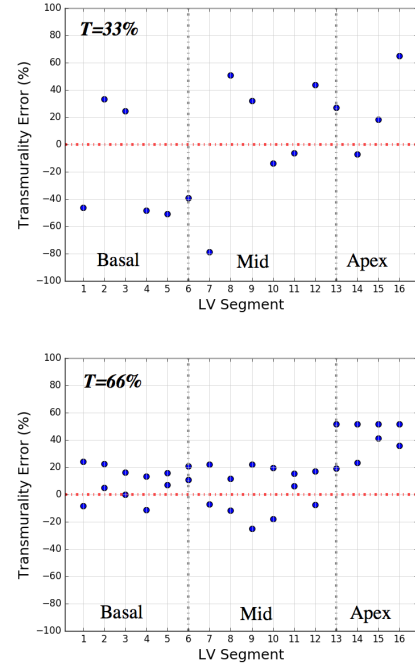 100
80
T=33%
60
40
20
0
−20
−40
−60
−80
−100
Transmurality Error (%)
Basal
Mid
Apex
1 2 3 4 5 6 7 8 9 10 11 12 13 14 15 16
LV Segment
100
80
T=66%
60
40
20
0
−20
−40
−60
−80
−100
Transmurality Error (%)
Basal
Mid
Apex
1 2 3 4 5 6 7 8 9 10 11 12 13 14 15 16
LV Segment